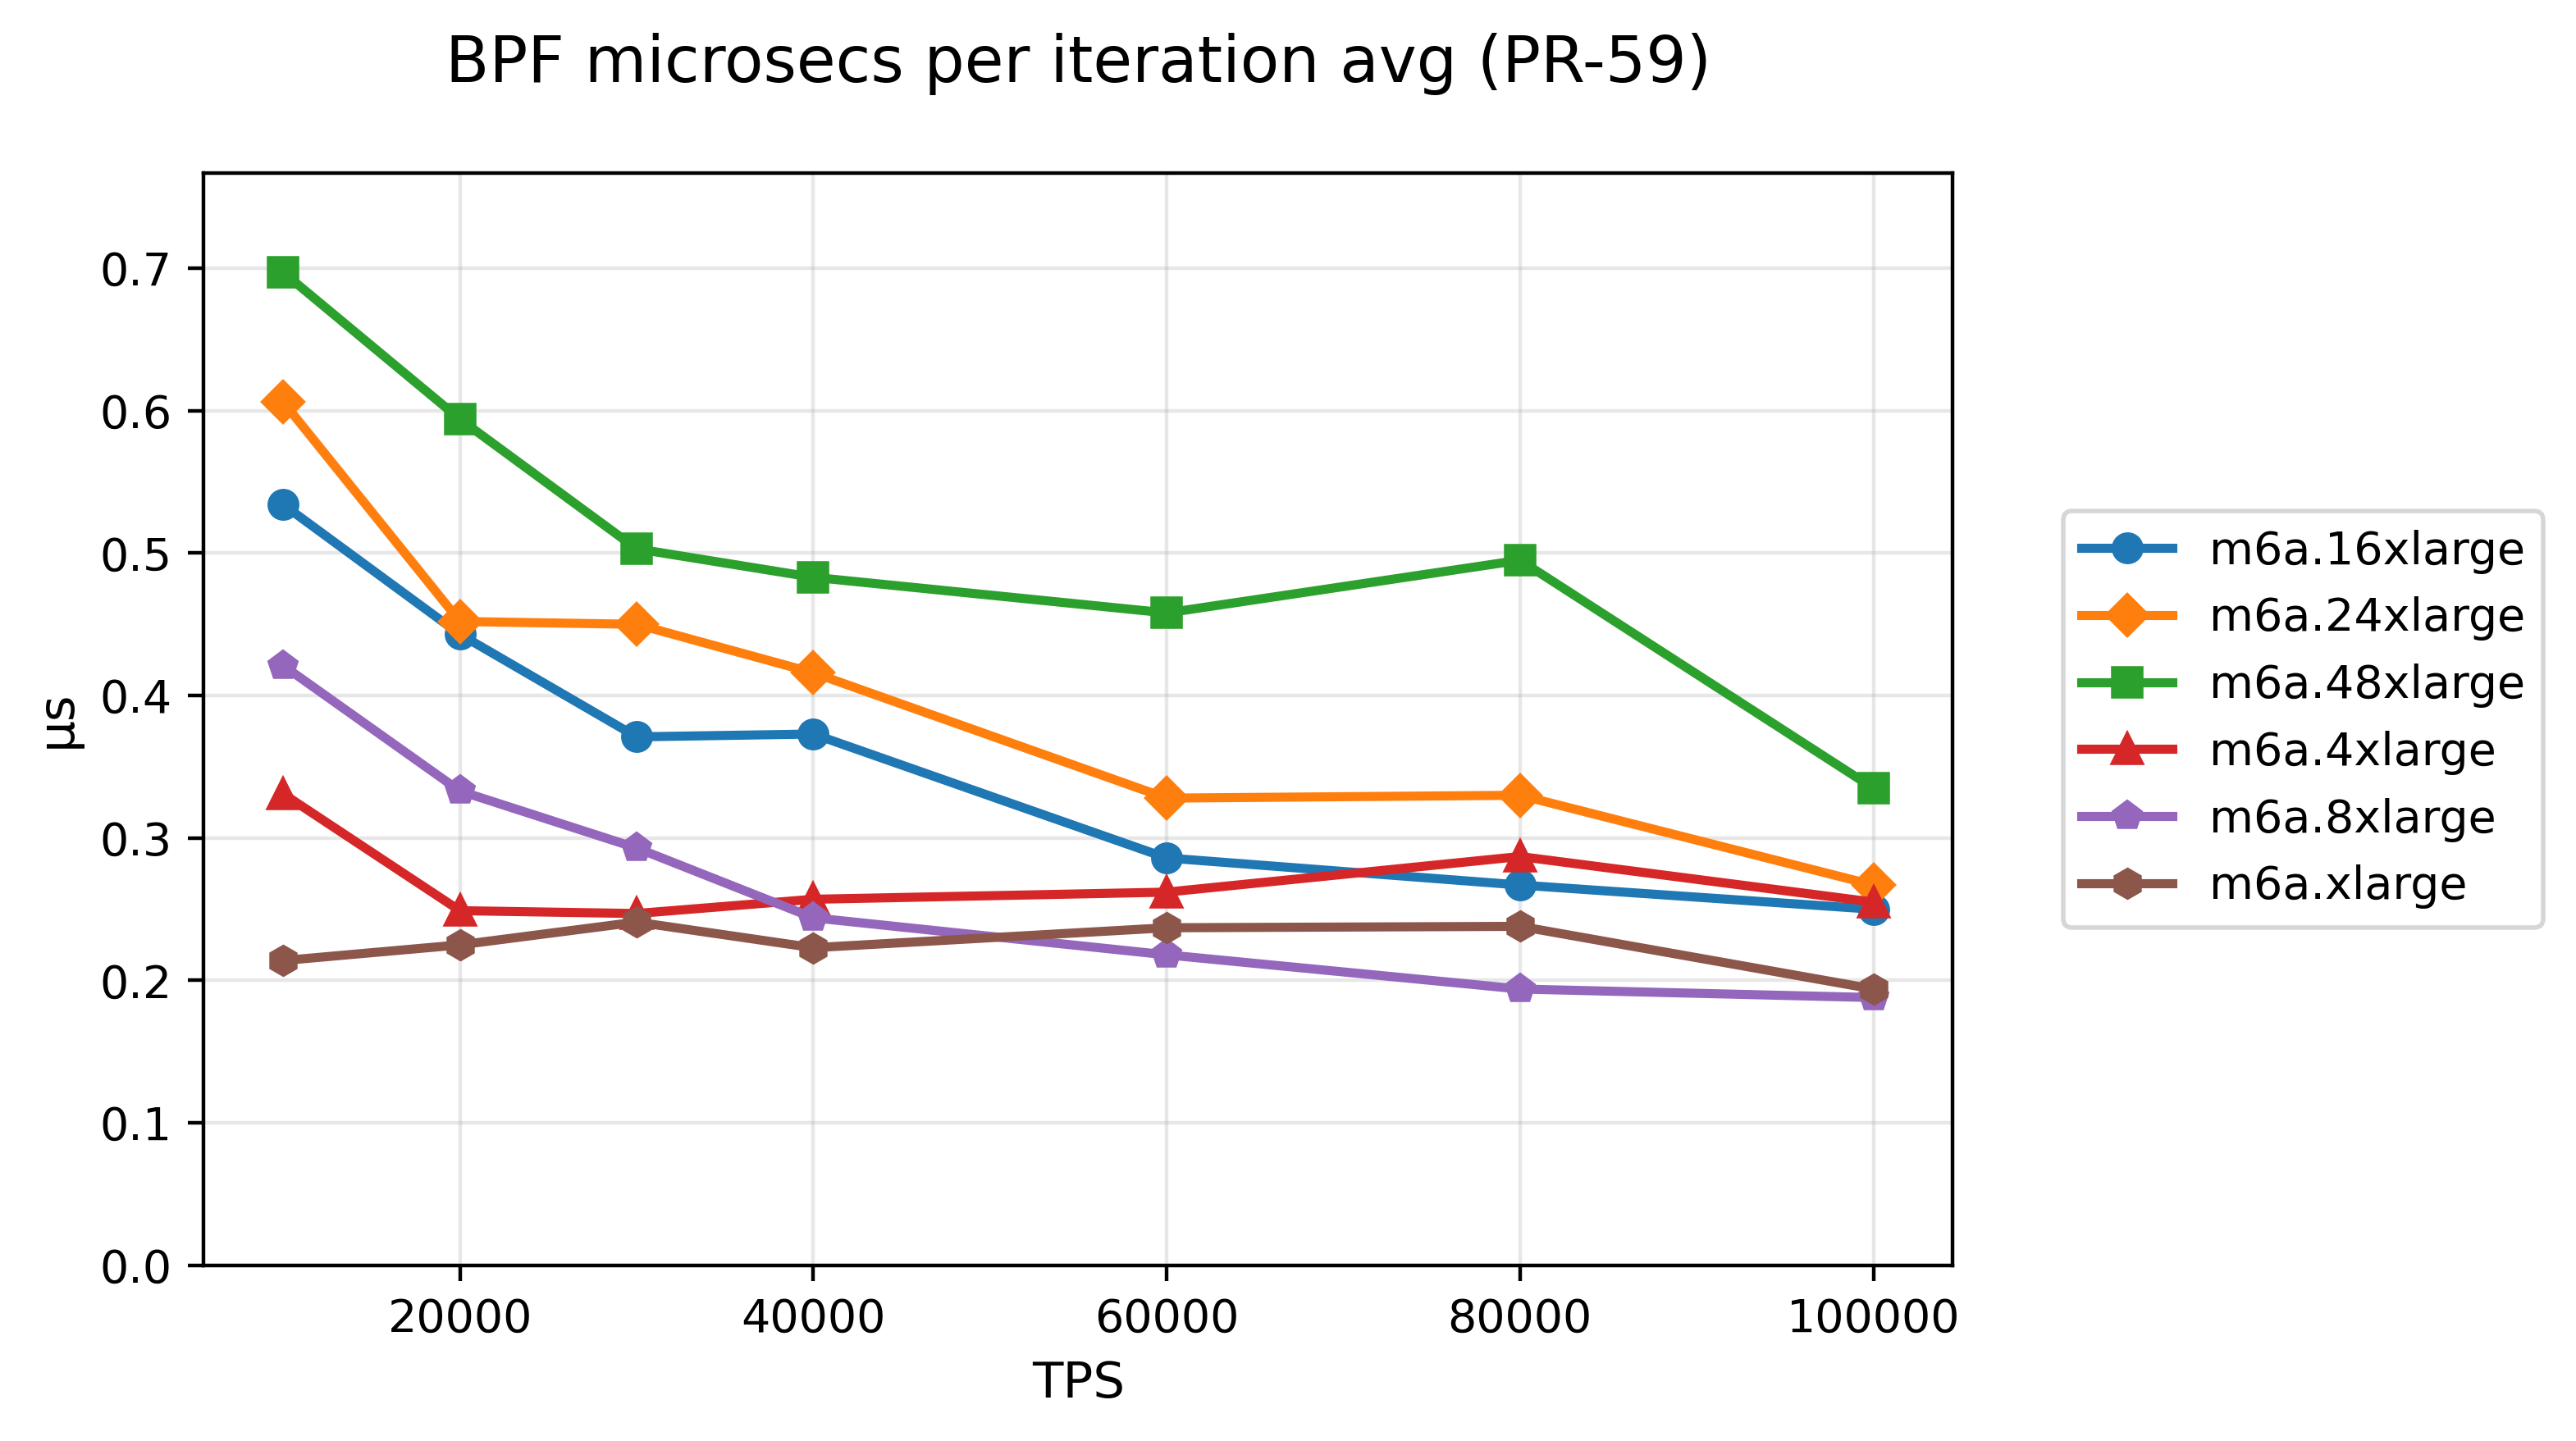 BPF microsecs per iteration avg (PR-59)
μs
0.7
0.6
0.5
0.4
0.3
0.2
0.1
0.0
20000 40000 60000 80000 100000
TPS
m6a.16xlarge
m6a.24xlarge
m6a.48xlarge
m6a.4xlarge
m6a.8xlarge
m6a.xlarge